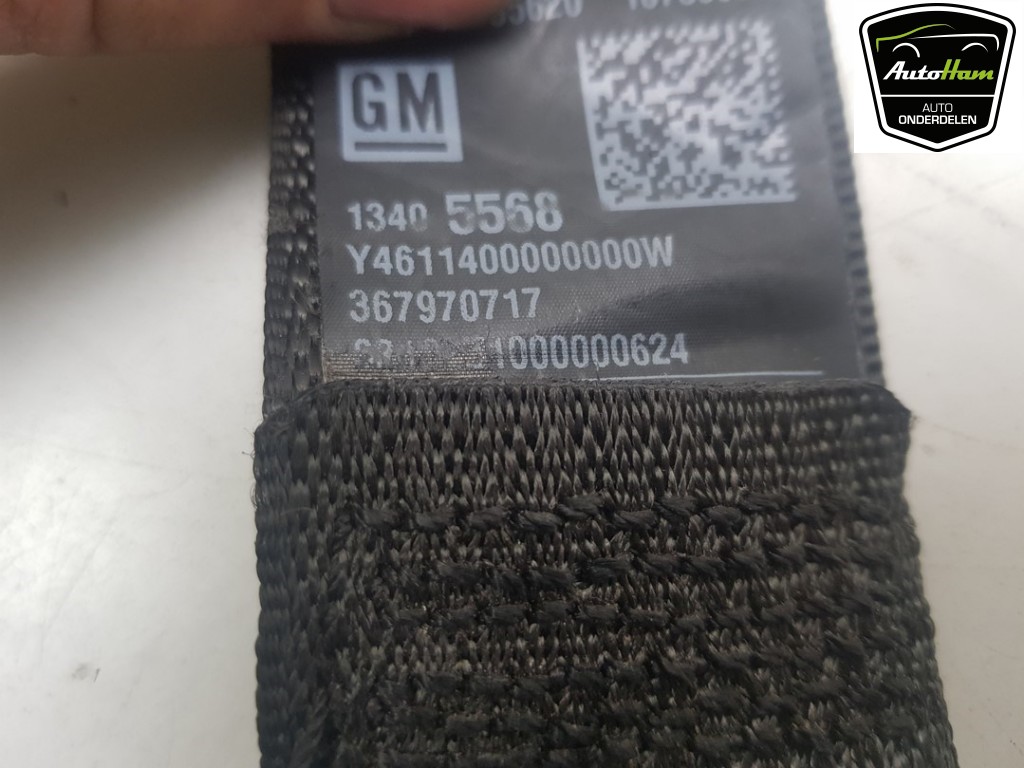 GM
1340 5568
Y4611400000000W
367970717
AutoHam
AUTO
ONDERDELEN